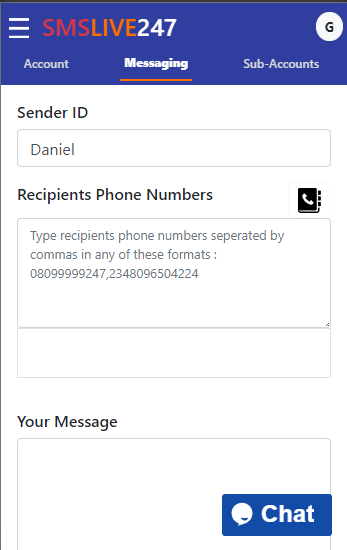 SMSLIVE247
G
Account
Messaging
Sub-Accounts
Sender ID
Daniel
Recipients Phone Numbers
Type recipients phone numbers seperated by
commas in any of these formats :
08099999247,2348096504224
Your Message
Chat